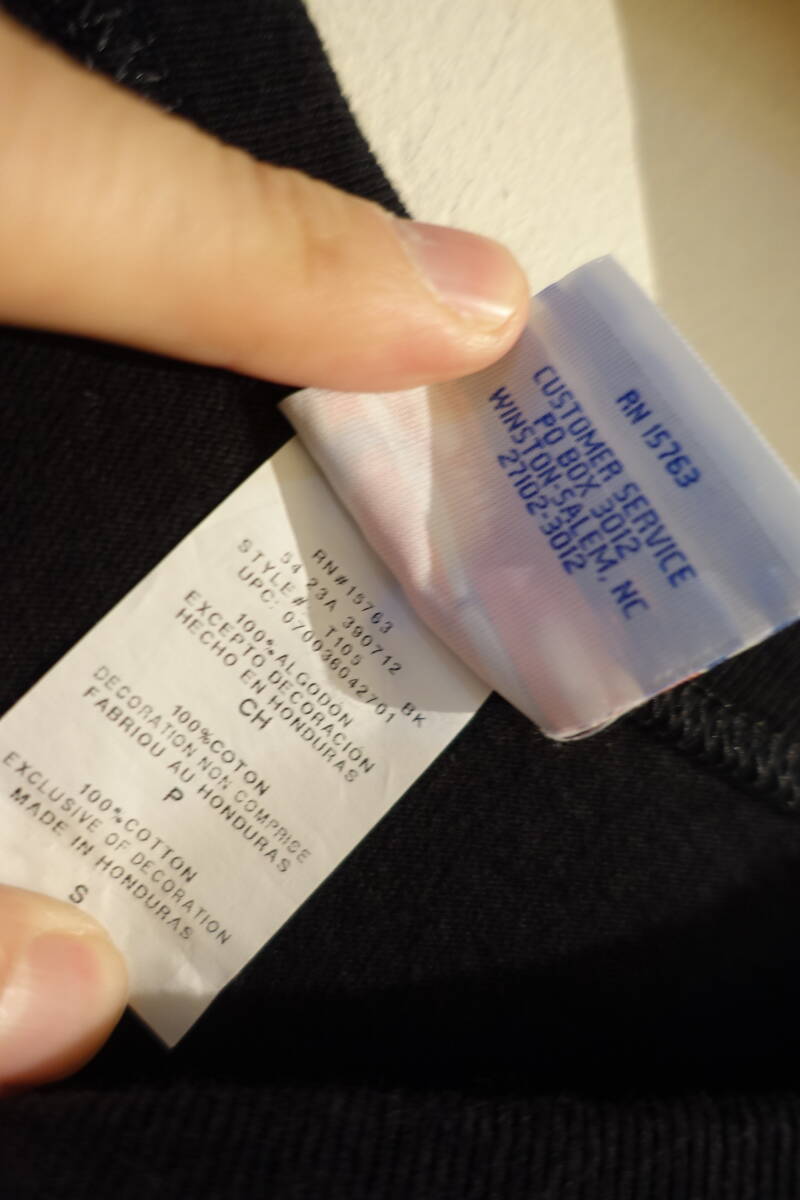 RN 15763
CUSTOMER SERVICE
PO BOX 3012
WINSTON-SALEM, NC
27102-3012
RN#15763
54 23A 390712
STYLE# T105
UPC: 070036042701 BK
100%ALGODÓN
EXCEPTO DECORACIÓN
HECHO EN HONDURAS
CH
100%COTON
DECORATION NON COMPRISE
FABRIQU AU HONDURAS
P
100%COTTON
EXCLUSIVE OF DECORATION
MADE IN HONDURAS
S